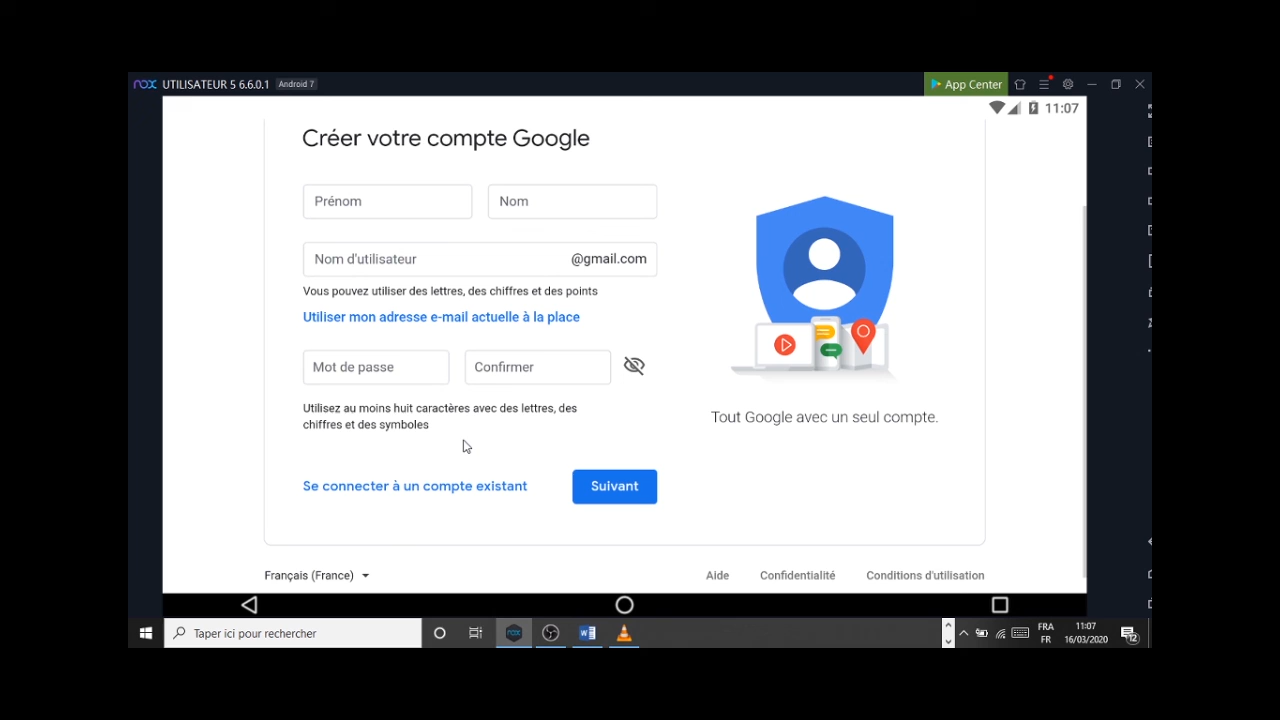 nox UTILISATEUR 5 6.6.0.1 Android 7
App Center
11:07
Créer votre compte Google
Prénom
Nom
Nom d'utilisateur
@gmail.com
Vous pouvez utiliser des lettres, des chiffres et des points
Utiliser mon adresse e-mail actuelle à la place
Mot de passe
Confirmer
Utilisez au moins huit caractères avec des lettres, des
chiffres et des symboles
Tout Google avec un seul compte.
Se connecter à un compte existant
Suivant
Français (France)
Aide
Confidentialité
Conditions d'utilisation
Taper ici pour rechercher
nox
FRA
FR
11:07
16/03/2020
12